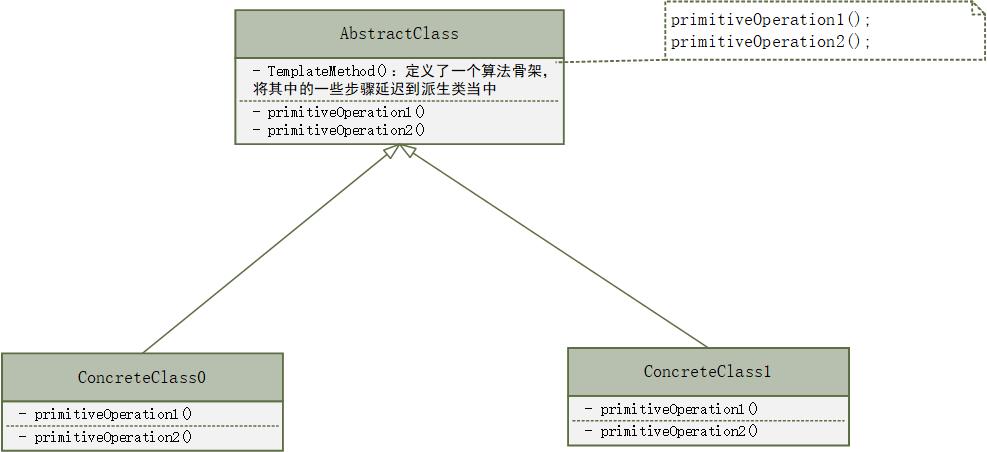 AbstractClass
primitiveOperation1();
primitiveOperation2();
- TemplateMethod()：定义了一个算法骨架，
将其中的一些步骤延迟到派生类当中
- primitiveOperation1()
- primitiveOperation2()
ConcreteClass0
- primitiveOperation1()
- primitiveOperation2()
ConcreteClass1
- primitiveOperation1()
- primitiveOperation2()